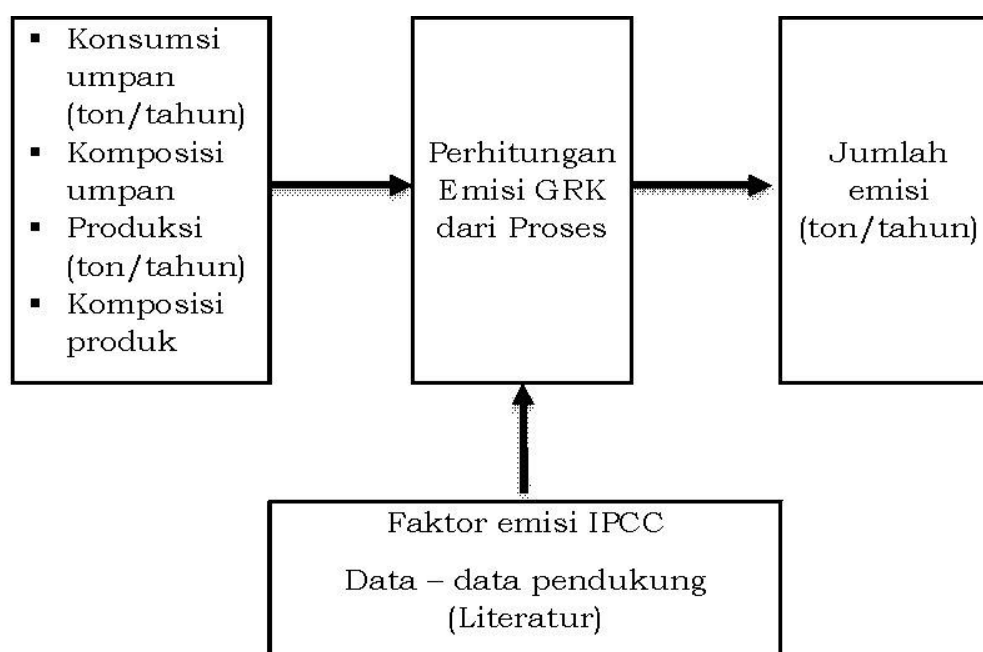 ▪ Konsumsi
umpan
(ton/tahun)
▪ Komposisi
umpan
▪ Produksi
(ton/tahun)
▪ Komposisi
produk
Perhitungan
Emisi GRK
dari Proses
Jumlah
emisi
(ton/tahun)
Faktor emisi IPCC
Data – data pendukung
(Literatur)